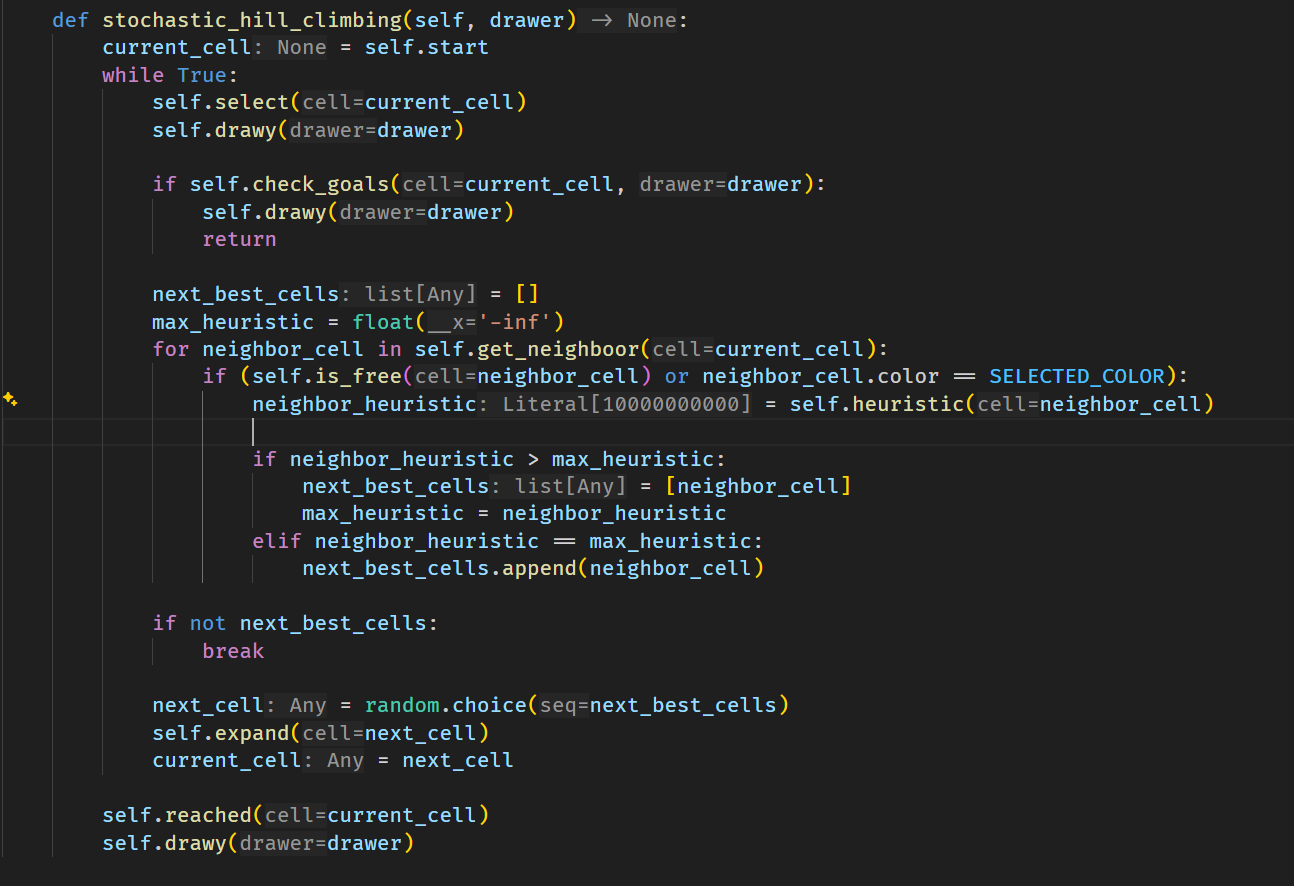 def stochastic_hill_climbing(self, drawer) -> None:
current_cell: None = self.start
while True:
self.select(cell=current_cell)
self.drawy(drawer=drawer)
if self.check_goals(cell=current_cell, drawer=drawer):
self.drawy(drawer=drawer)
return
next_best_cells: list[Any] = []
max_heuristic = float(__x='-inf')
for neighbor_cell in self.get_neighboor(cell=current_cell):
if (self.is_free(cell=neighbor_cell) or neighbor_cell.color == SELECTED_COLOR):
neighbor_heuristic: Literal[10000000000] = self.heuristic(cell=neighbor_cell)
if neighbor_heuristic > max_heuristic:
next_best_cells: list[Any] = [neighbor_cell]
max_heuristic = neighbor_heuristic
elif neighbor_heuristic == max_heuristic:
next_best_cells.append(neighbor_cell)
if not next_best_cells:
break
next_cell: Any = random.choice(seq=next_best_cells)
self.expand(cell=next_cell)
current_cell: Any = next_cell
self.reached(cell=current_cell)
self.drawy(drawer=drawer)